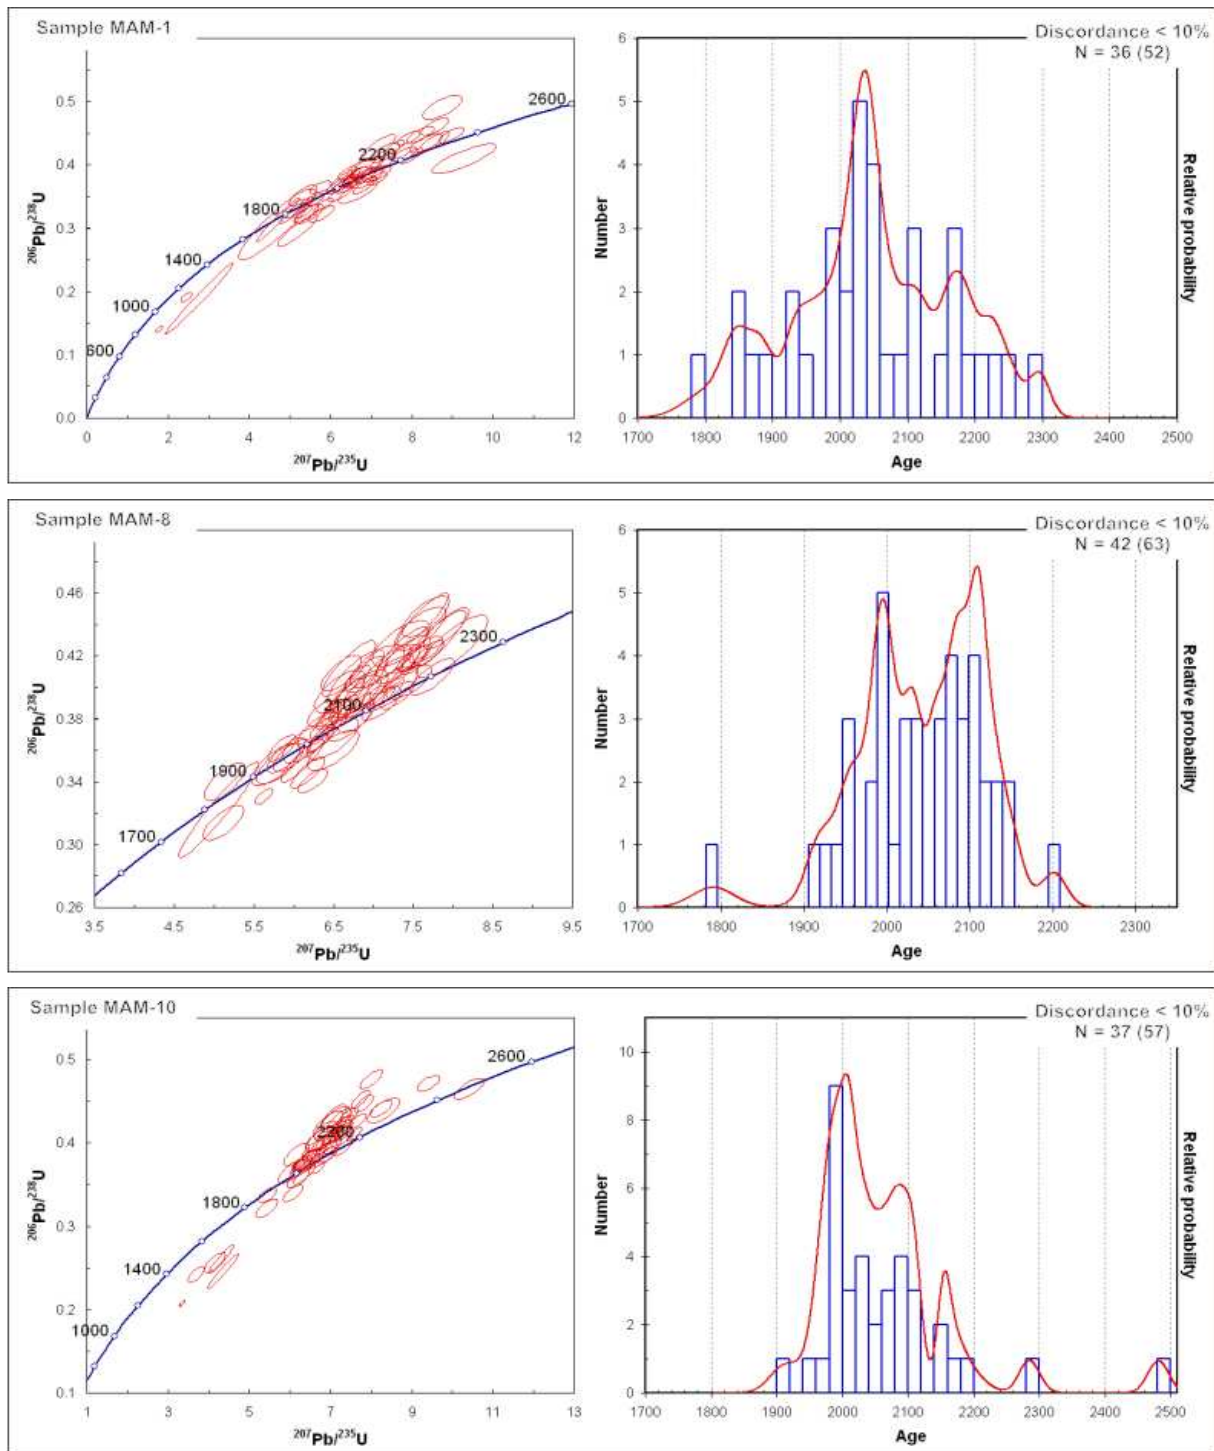 Sample MAM-1
0.5
0.4
0.3
0.2
0.1
0.0
²⁰⁶Pb/²³⁸U
600
1000
1400
1800
2200
2600
0 2 4 6 8 10 12
²⁰⁷Pb/²³⁵U
Discordance < 10%
N = 36 (52)
6
5
4
3
2
1
0
Number
Relative probability
1700 1800 1900 2000 2100 2200 2300 2400 2500
Age
Sample MAM-8
0.46
0.42
0.38
0.34
0.30
0.26
²⁰⁶Pb/²³⁸U
1700
1900
2100
2300
3.5 4.5 5.5 6.5 7.5 8.5 9.5
²⁰⁷Pb/²³⁵U
Discordance < 10%
N = 42 (63)
6
5
4
3
2
1
0
Number
Relative probability
1700 1800 1900 2000 2100 2200 2300
Age
Sample MAM-10
0.5
0.4
0.3
0.2
0.1
²⁰⁶Pb/²³⁸U
1000
1400
1800
2200
2600
1 3 5 7 9 11 13
²⁰⁷Pb/²³⁵U
Discordance < 10%
N = 37 (57)
10
8
6
4
2
0
Number
Relative probability
1700 1800 1900 2000 2100 2200 2300 2400 2500
Age